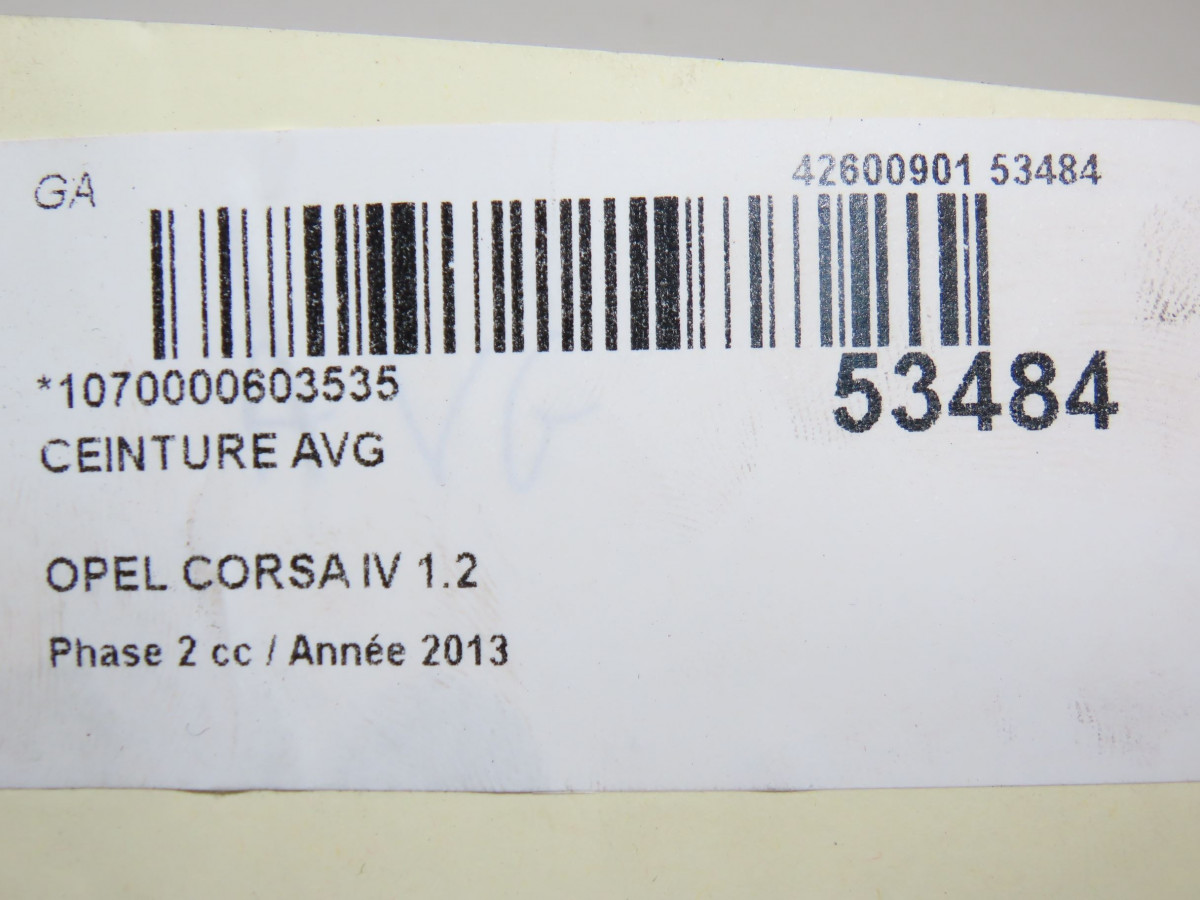 GA
42600901 53484
*1070000603535
53484
CEINTURE AVG
OPEL CORSA IV 1.2
Phase 2 cc / Année 2013